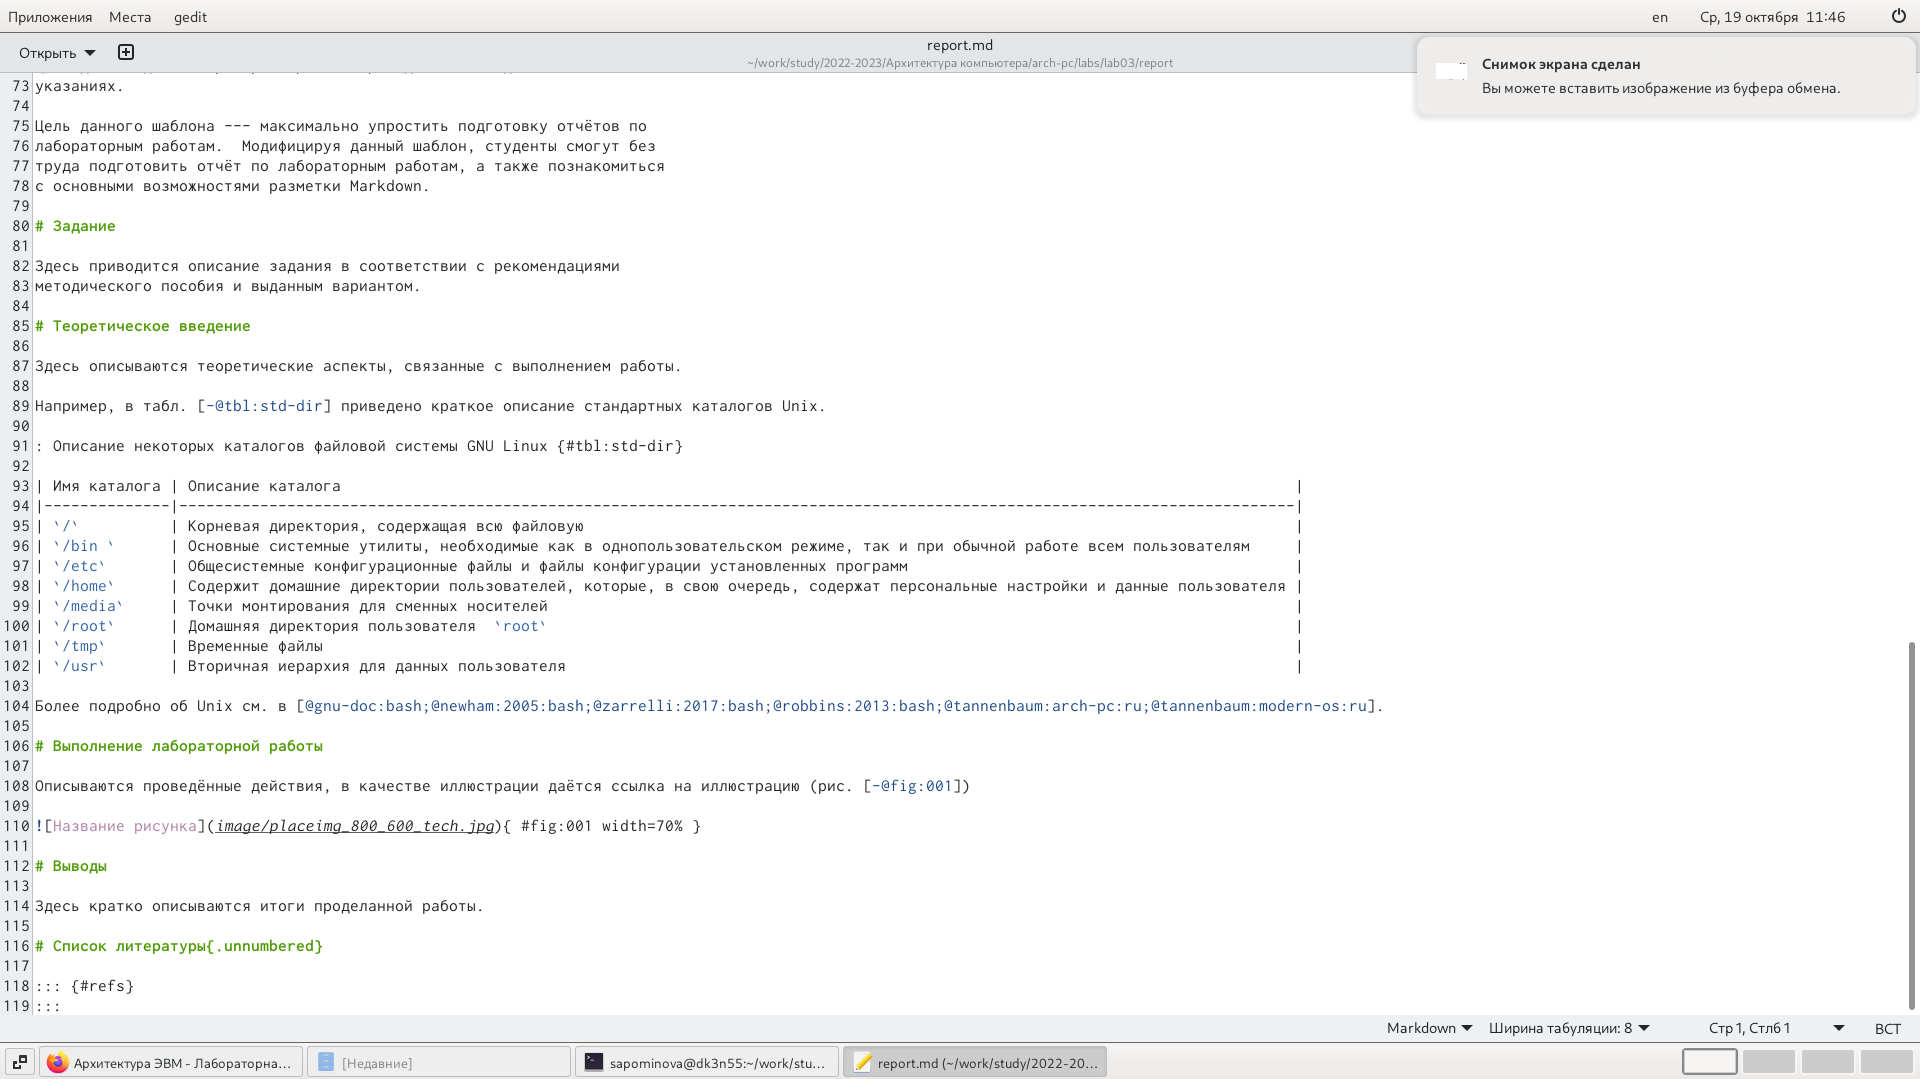 Приложения Места gedit en Ср, 19 октября 11:46
Открыть report.md
~/work/study/2022-2023/Архитектура компьютера/arch-pc/labs/lab03/report
Снимок экрана сделан
Вы можете вставить изображение из буфера обмена.
73 указаниях.
74
75 Цель данного шаблона --- максимально упростить подготовку отчётов по
76 лабораторным работам.  Модифицируя данный шаблон, студенты смогут без
77 труда подготовить отчёт по лабораторным работам, а также познакомиться
78 с основными возможностями разметки Markdown.
79
80 # Задание
81
82 Здесь приводится описание задания в соответствии с рекомендациями
83 методического пособия и выданным вариантом.
84
85 # Теоретическое введение
86
87 Здесь описываются теоретические аспекты, связанные с выполнением работы.
88
89 Например, в табл. [-@tbl:std-dir] приведено краткое описание стандартных каталогов Unix.
90
91 : Описание некоторых каталогов файловой системы GNU Linux {#tbl:std-dir}
92
93 | Имя каталога | Описание каталога                                                                                                          |
94 |--------------|----------------------------------------------------------------------------------------------------------------------------|
95 | `/`          | Корневая директория, содержащая всю файловую                                                                               |
96 | `/bin `      | Основные системные утилиты, необходимые как в однопользовательском режиме, так и при обычной работе всем пользователям     |
97 | `/etc`       | Общесистемные конфигурационные файлы и файлы конфигурации установленных программ                                           |
98 | `/home`      | Содержит домашние директории пользователей, которые, в свою очередь, содержат персональные настройки и данные пользователя |
99 | `/media`     | Точки монтирования для сменных носителей                                                                                   |
100 | `/root`      | Домашняя директория пользователя  `root`                                                                                   |
101 | `/tmp`       | Временные файлы                                                                                                            |
102 | `/usr`       | Вторичная иерархия для данных пользователя                                                                                 |
103
104 Более подробно об Unix см. в [@gnu-doc:bash;@newham:2005:bash;@zarrelli:2017:bash;@robbins:2013:bash;@tannenbaum:arch-pc:ru;@tannenbaum:modern-os:ru].
105
106 # Выполнение лабораторной работы
107
108 Описываются проведённые действия, в качестве иллюстрации даётся ссылка на иллюстрацию (рис. [-@fig:001])
109
110 ![Название рисунка](image/placeimg_800_600_tech.jpg){ #fig:001 width=70% }
111
112 # Выводы
113
114 Здесь кратко описываются итоги проделанной работы.
115
116 # Список литературы{.unnumbered}
117
118 ::: {#refs}
119 :::
Markdown Ширина табуляции: 8 Стр 1, Стлб 1 ВСТ
Архитектура ЭВМ - Лабораторна… [Недавние] sapominova@dk3n55:~/work/stu… report.md (~/work/study/2022-20…